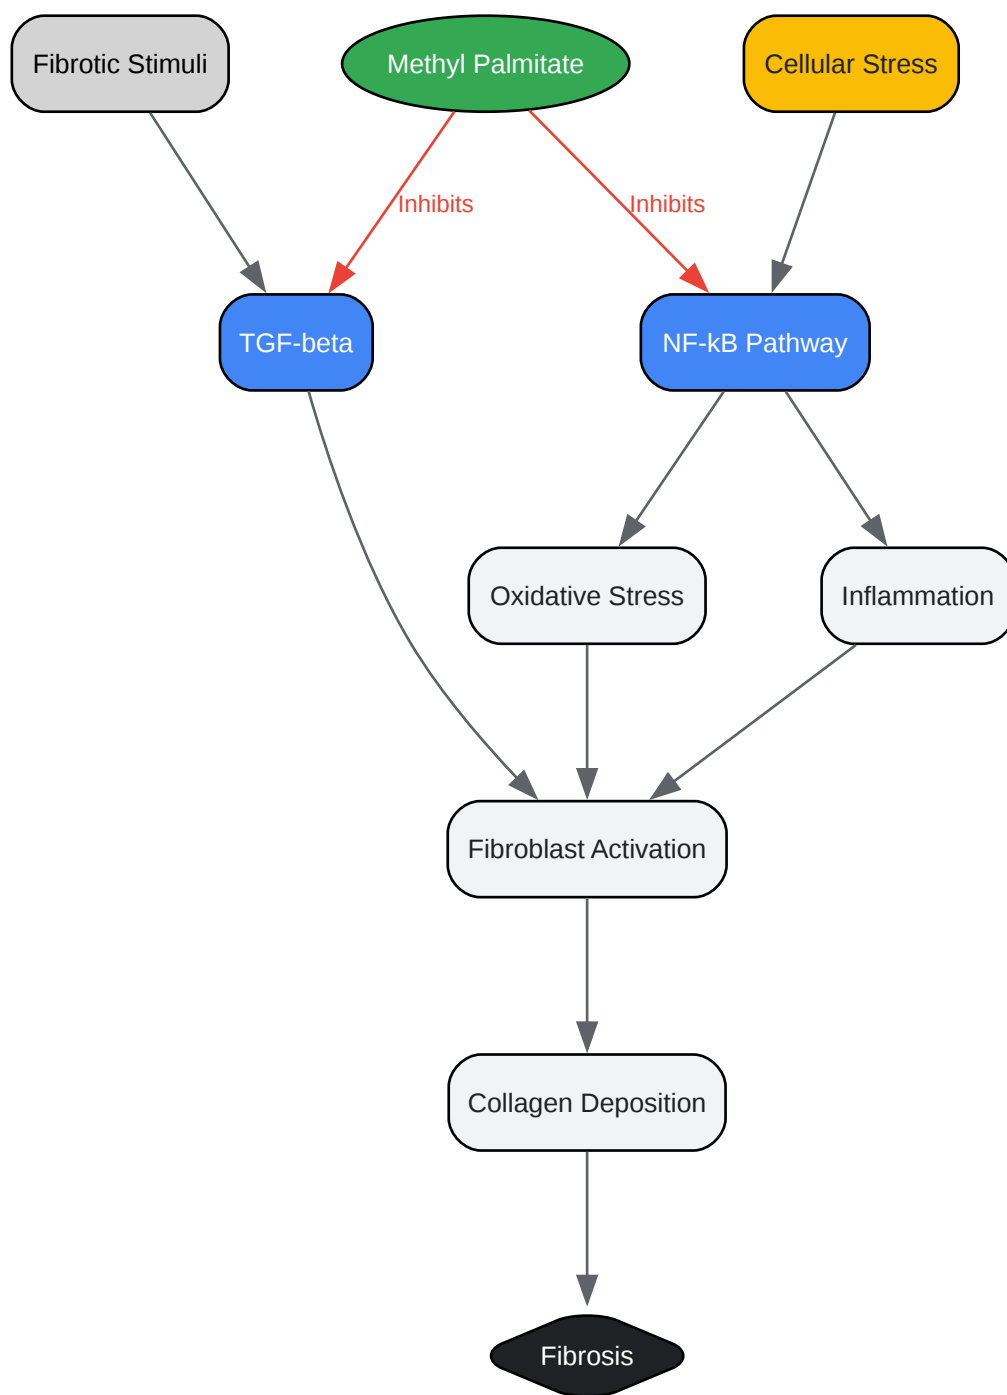 Fibrotic Stimuli
Methyl Palmitate
Cellular Stress
Inhibits
Inhibits
TGF-beta
NF-kB Pathway
Oxidative Stress
Inflammation
Fibroblast Activation
Collagen Deposition
Fibrosis